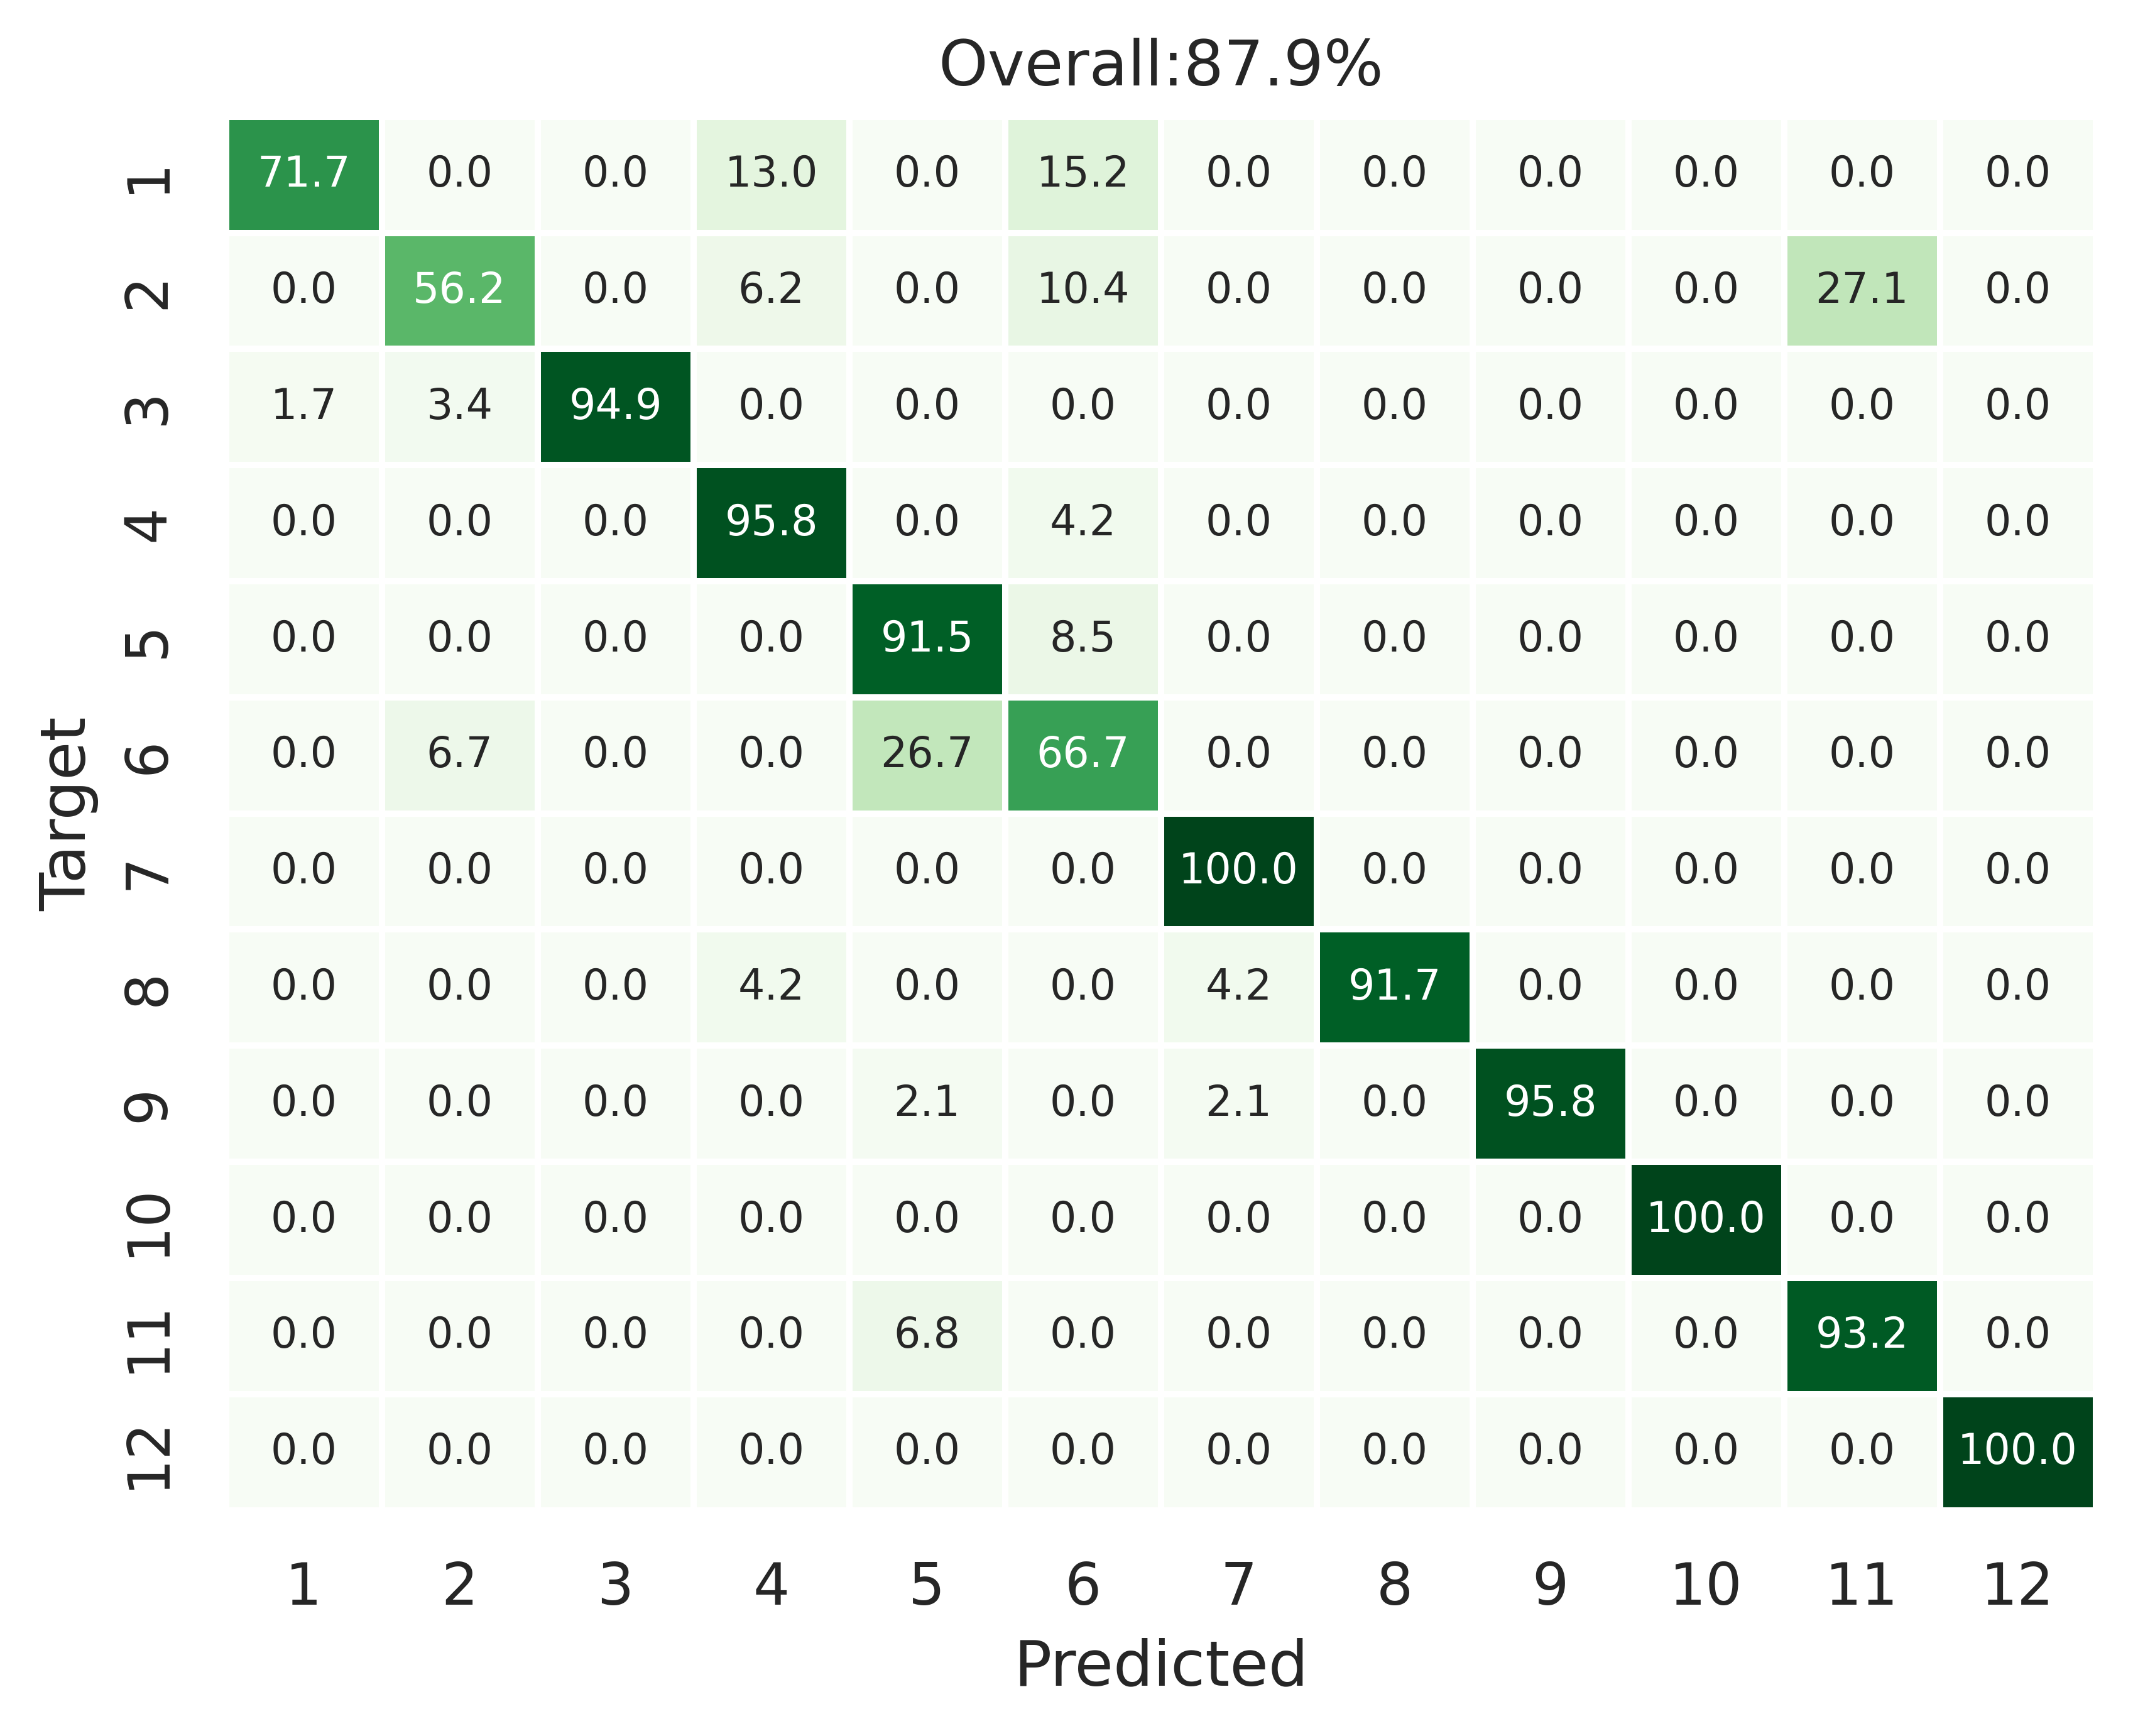 Overall:87.9%
1 71.7 0.0 0.0 13.0 0.0 15.2 0.0 0.0 0.0 0.0 0.0 0.0
2 0.0 56.2 0.0 6.2 0.0 10.4 0.0 0.0 0.0 0.0 27.1 0.0
3 1.7 3.4 94.9 0.0 0.0 0.0 0.0 0.0 0.0 0.0 0.0 0.0
4 0.0 0.0 0.0 95.8 0.0 4.2 0.0 0.0 0.0 0.0 0.0 0.0
5 0.0 0.0 0.0 0.0 91.5 8.5 0.0 0.0 0.0 0.0 0.0 0.0
6 0.0 6.7 0.0 0.0 26.7 66.7 0.0 0.0 0.0 0.0 0.0 0.0
7 0.0 0.0 0.0 0.0 0.0 0.0 100.0 0.0 0.0 0.0 0.0 0.0
8 0.0 0.0 0.0 4.2 0.0 0.0 4.2 91.7 0.0 0.0 0.0 0.0
9 0.0 0.0 0.0 0.0 2.1 0.0 2.1 0.0 95.8 0.0 0.0 0.0
10 0.0 0.0 0.0 0.0 0.0 0.0 0.0 0.0 0.0 100.0 0.0 0.0
11 0.0 0.0 0.0 0.0 6.8 0.0 0.0 0.0 0.0 0.0 93.2 0.0
12 0.0 0.0 0.0 0.0 0.0 0.0 0.0 0.0 0.0 0.0 0.0 100.0
Target
1 2 3 4 5 6 7 8 9 10 11 12
Predicted